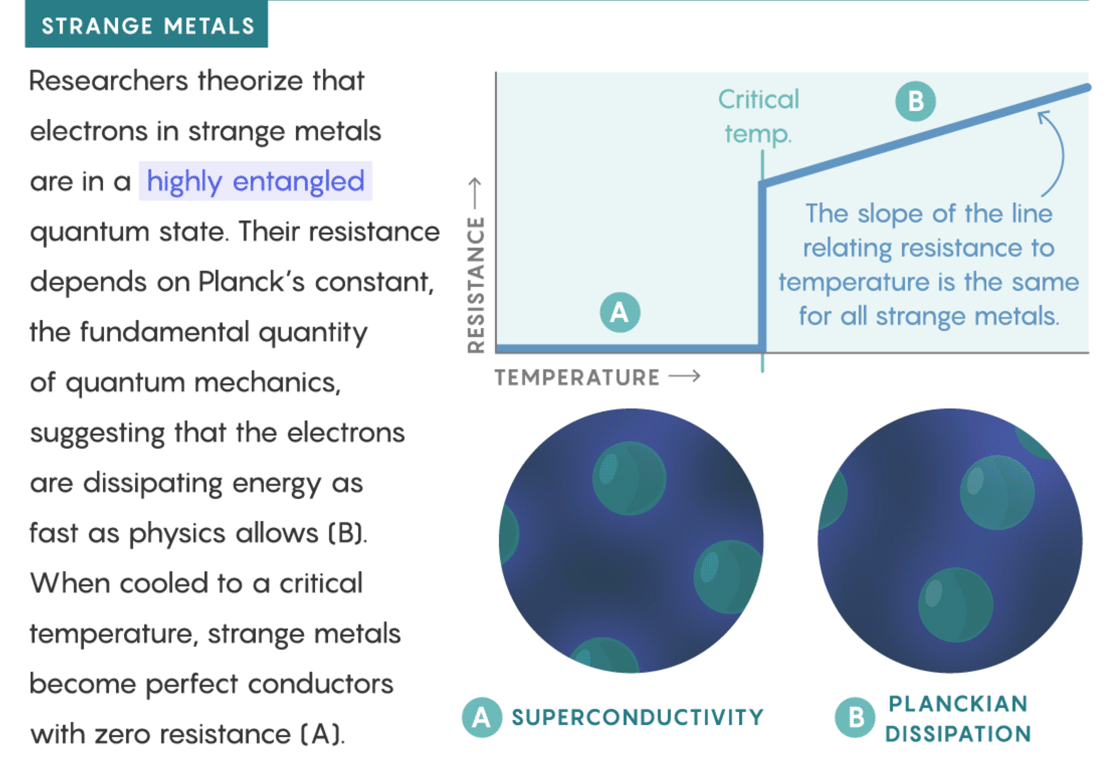 STRANGE METALS
Researchers theorize that
electrons in strange metals
are in a highly entangled
quantum state. Their resistance
depends on Planck’s constant,
the fundamental quantity
of quantum mechanics,
suggesting that the electrons
are dissipating energy as
fast as physics allows (B).
When cooled to a critical
temperature, strange metals
become perfect conductors
with zero resistance (A).
Critical
temp.
B
The slope of the line
relating resistance to
temperature is the same
for all strange metals.
A
RESISTANCE →
TEMPERATURE →
A SUPERCONDUCTIVITY
B PLANCKIAN
DISSIPATION